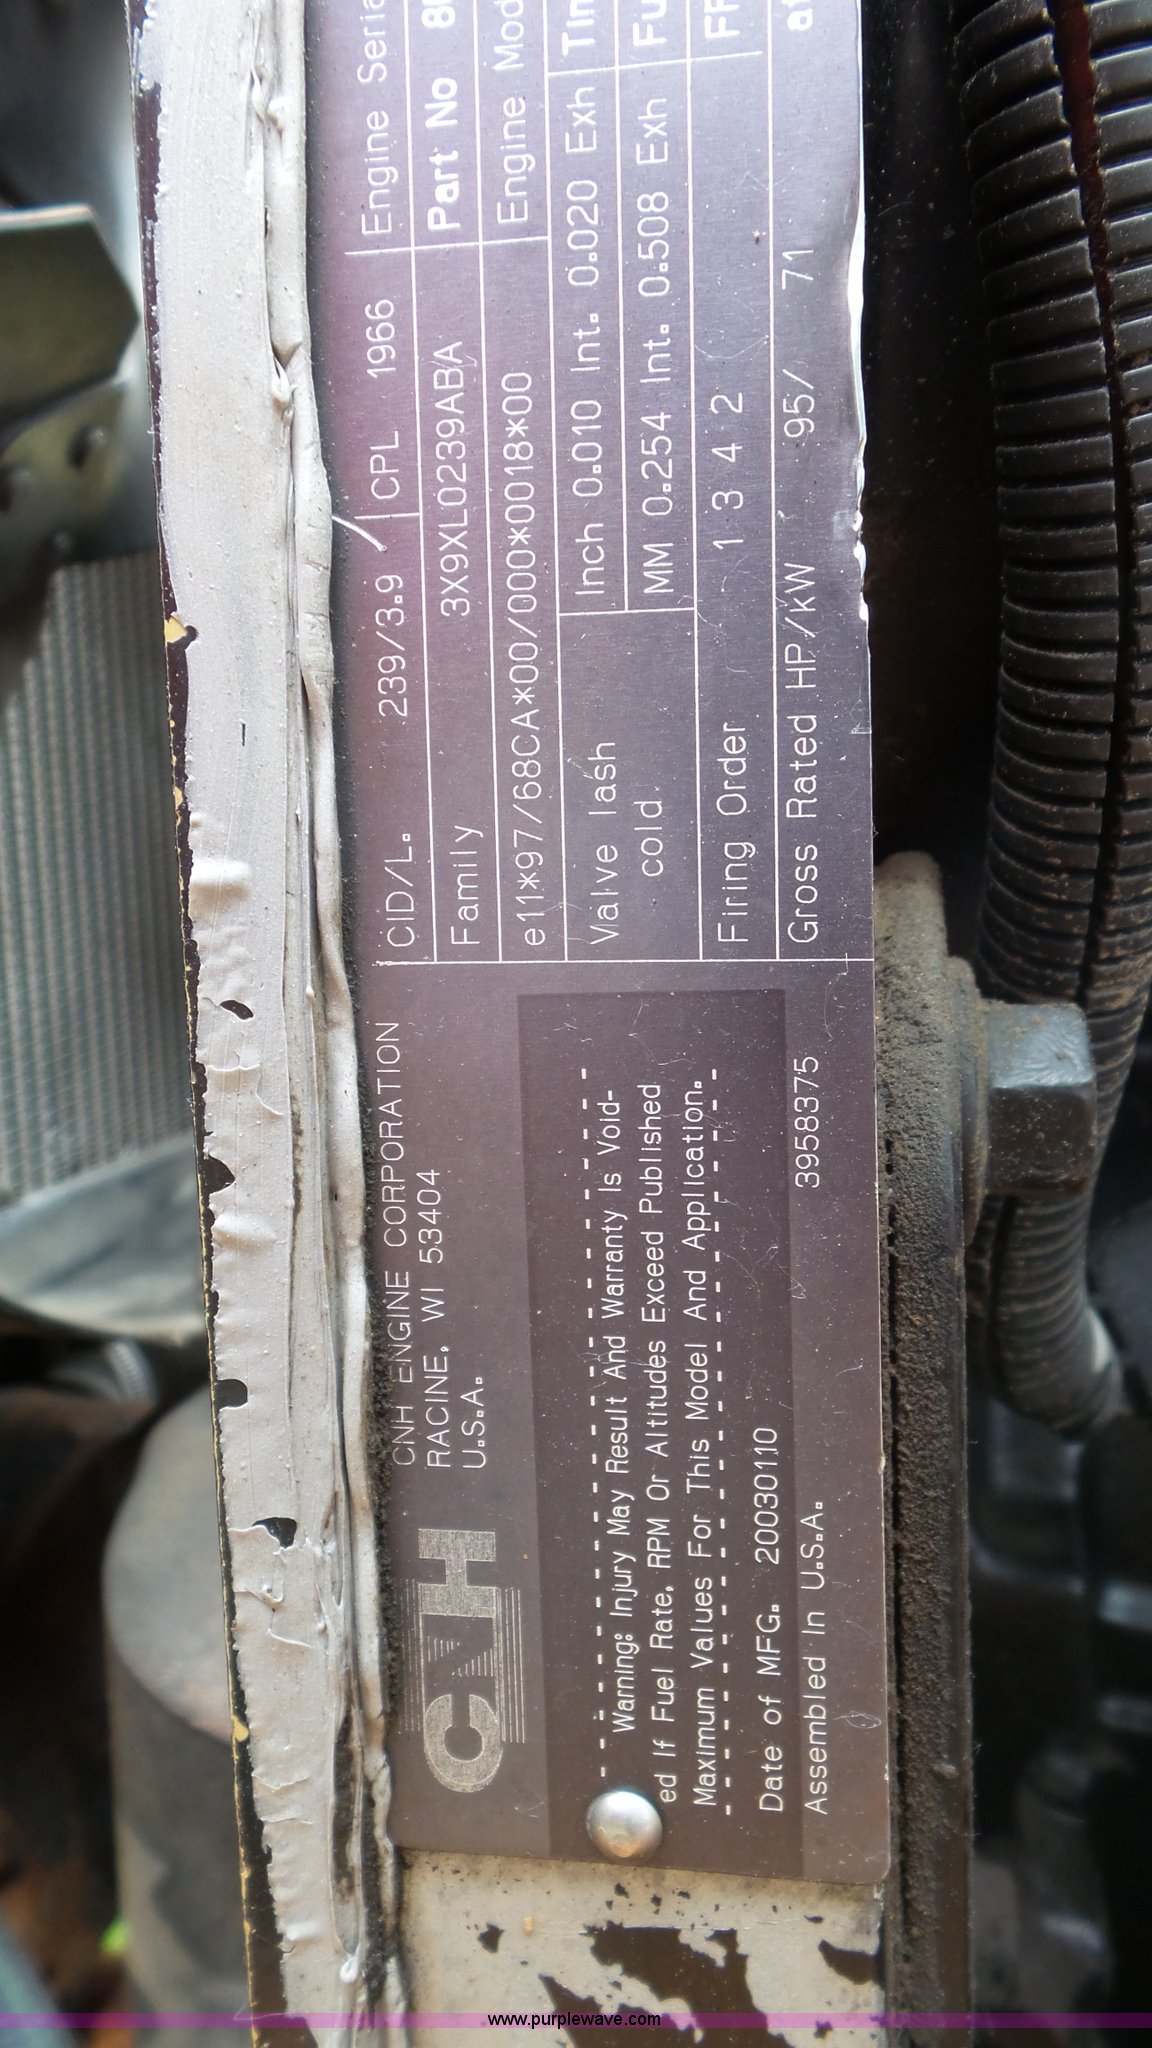 CNH
CNH ENGINE CORPORATION
RACINE, WI 53404
U.S.A.
Warning: Injury May Result And Warranty Is Void-
ed If Fuel Rate, RPM Or Altitudes Exceed Published
Maximum Values For This Model And Application.
Date of MFG. 20030110
Assembled In U.S.A. 3958375
CID/L. 239/3.9 CPL 1966 Engine Seria
Family 3X9XL0239ABA Part No 80
e11*97/68CA*00/000*0018*00 Engine Mod
Valve lash cold
Inch 0.010 Int. 0.020 Exh Tim
MM 0.254 Int. 0.508 Exh Fu
Firing Order 1 3 4 2
Gross Rated HP/KW 95/ 71 at
www.purplewave.com